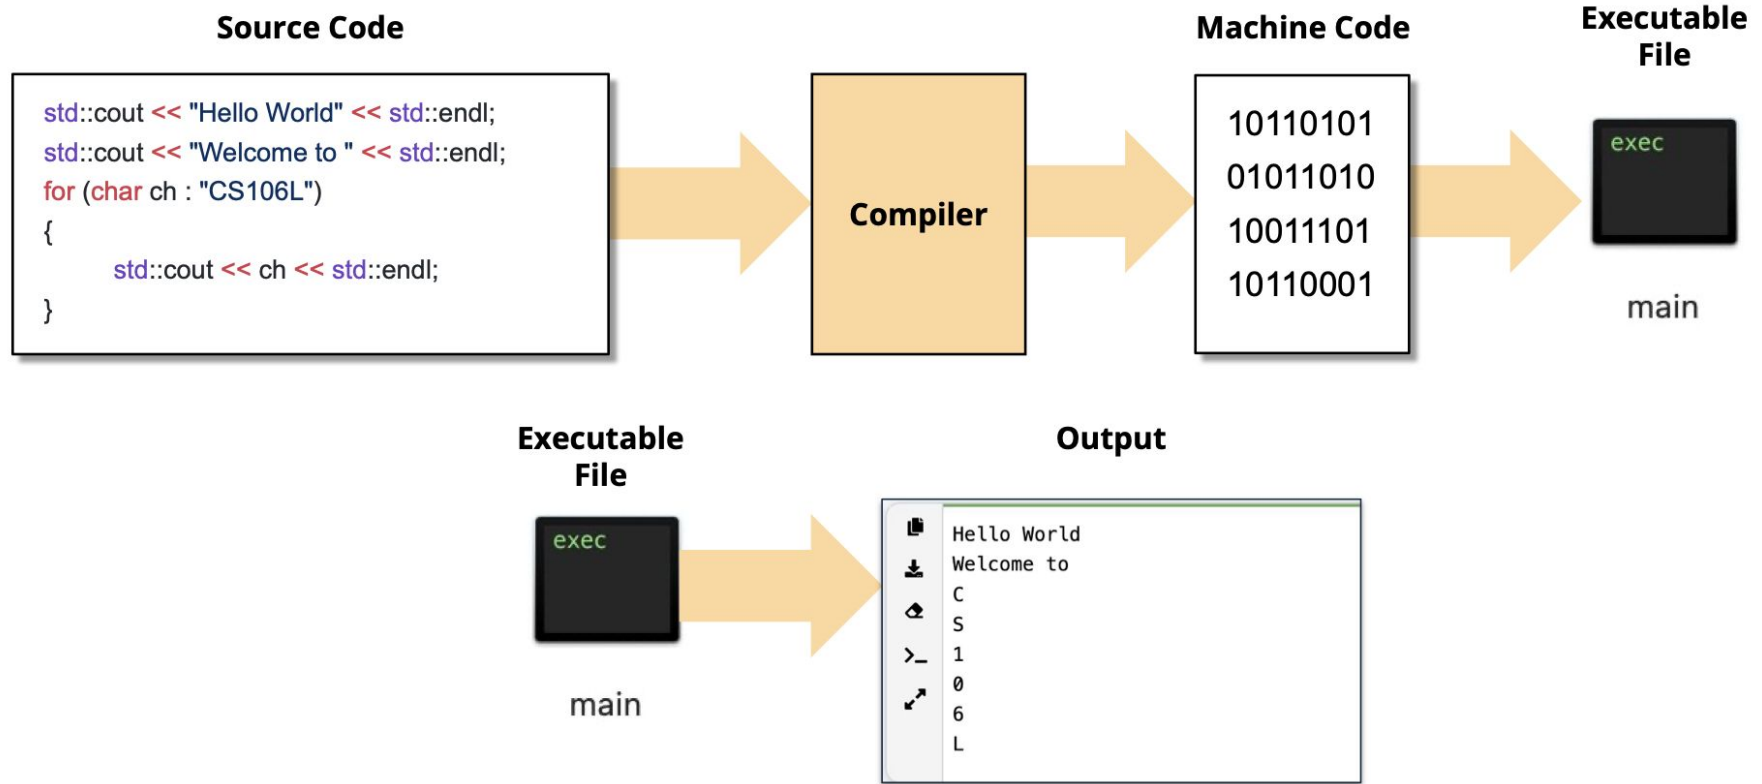 Source Code
std::cout << "Hello World" << std::endl;
std::cout << "Welcome to " << std::endl;
for (char ch : "CS106L")
{
std::cout << ch << std::endl;
}
Compiler
Machine Code
10110101
01011010
10011101
10110001
Executable
File
exec
main
Executable
File
exec
main
Output
Hello World
Welcome to
C
S
1
0
6
L